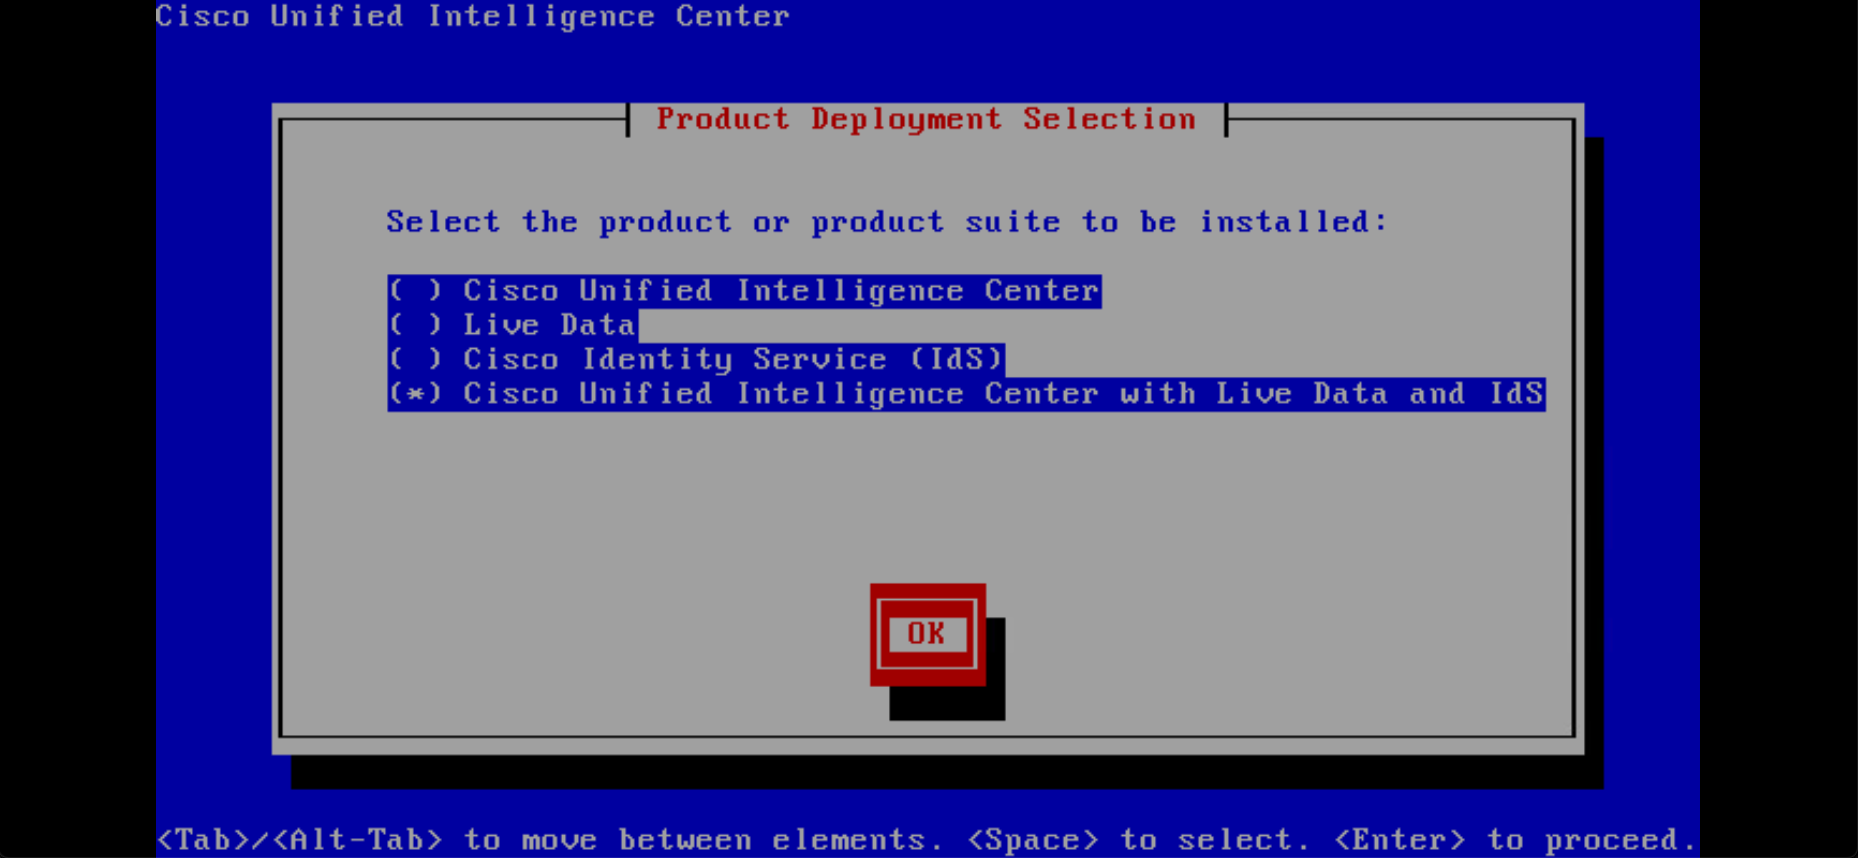 Cisco Unified Intelligence Center
Product Deployment Selection
Select the product or product suite to be installed:
( ) Cisco Unified Intelligence Center
( ) Live Data
( ) Cisco Identity Service (IdS)
(*) Cisco Unified Intelligence Center with Live Data and IdS
OK
<Tab>/<Alt-Tab> to move between elements. <Space> to select. <Enter> to proceed.